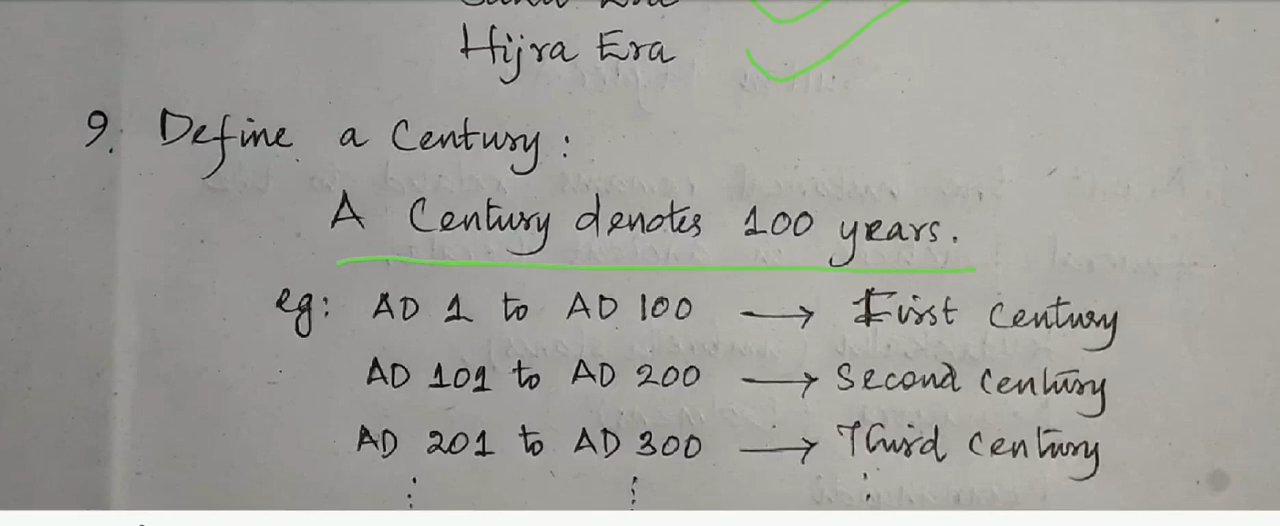 Hijra Era
9. Define a Century :
A Century denotes 100 years.
eg: AD 1 to AD 100 → First Century
AD 101 to AD 200 → Second Century
AD 201 to AD 300 → Third Century